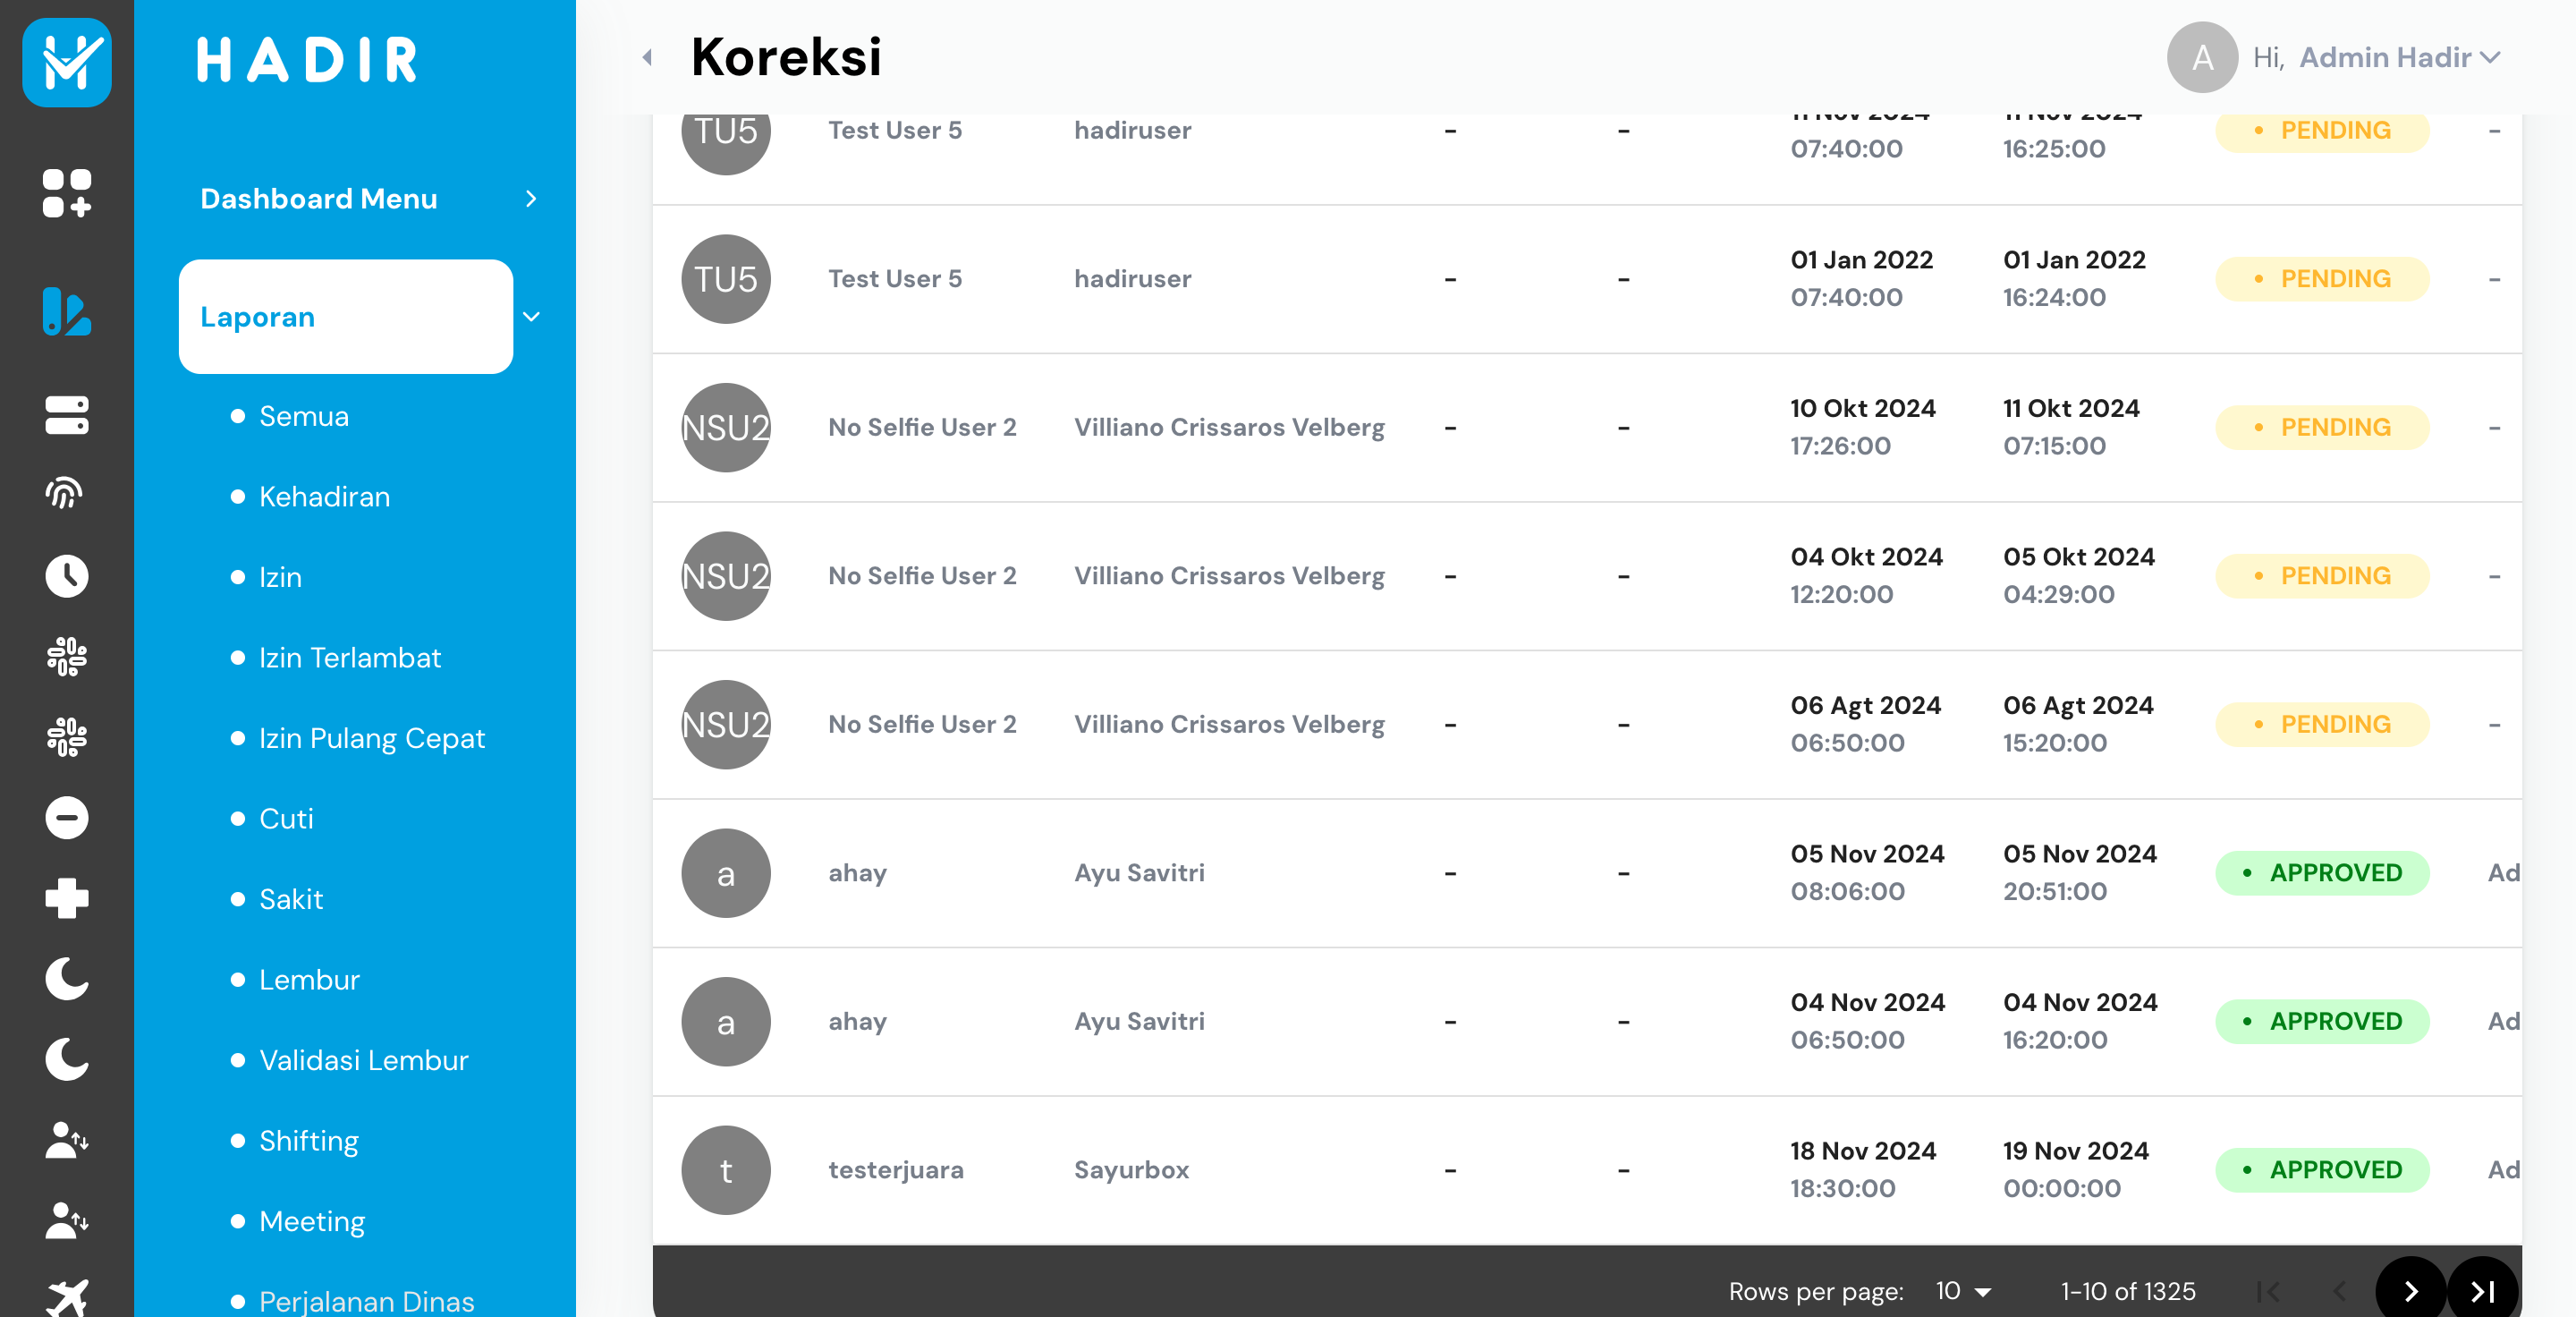 HADIR
Koreksi
A Hi, Admin Hadir
Dashboard Menu
Laporan
Semua
Kehadiran
Izin
Izin Terlambat
Izin Pulang Cepat
Cuti
Sakit
Lembur
Validasi Lembur
Shifting
Meeting
Perjalanan Dinas
TU5 Test User 5 hadiruser - - 11 Nov 2024 11 Nov 2024 • PENDING -
07:40:00 16:25:00
TU5 Test User 5 hadiruser - - 01 Jan 2022 01 Jan 2022 • PENDING -
07:40:00 16:24:00
NSU2 No Selfie User 2 Villiano Crissaros Velberg - - 10 Okt 2024 11 Okt 2024 • PENDING -
17:26:00 07:15:00
NSU2 No Selfie User 2 Villiano Crissaros Velberg - - 04 Okt 2024 05 Okt 2024 • PENDING -
12:20:00 04:29:00
NSU2 No Selfie User 2 Villiano Crissaros Velberg - - 06 Agt 2024 06 Agt 2024 • PENDING -
06:50:00 15:20:00
a ahay Ayu Savitri - - 05 Nov 2024 05 Nov 2024 • APPROVED Ad
08:06:00 20:51:00
a ahay Ayu Savitri - - 04 Nov 2024 04 Nov 2024 • APPROVED Ad
06:50:00 16:20:00
t testerjuara Sayurbox - - 18 Nov 2024 19 Nov 2024 • APPROVED Ad
18:30:00 00:00:00
Rows per page: 10 1-10 of 1325